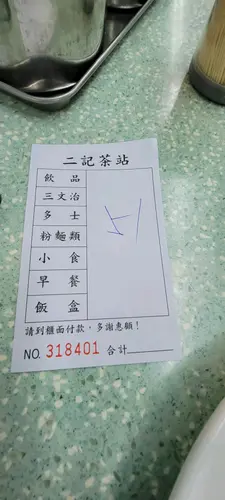 二記茶站
飲品
三文治
多士
粉麵類
小食
早餐
飯盒
請到櫃面付款，多謝惠顧！
NO. 318401 合計